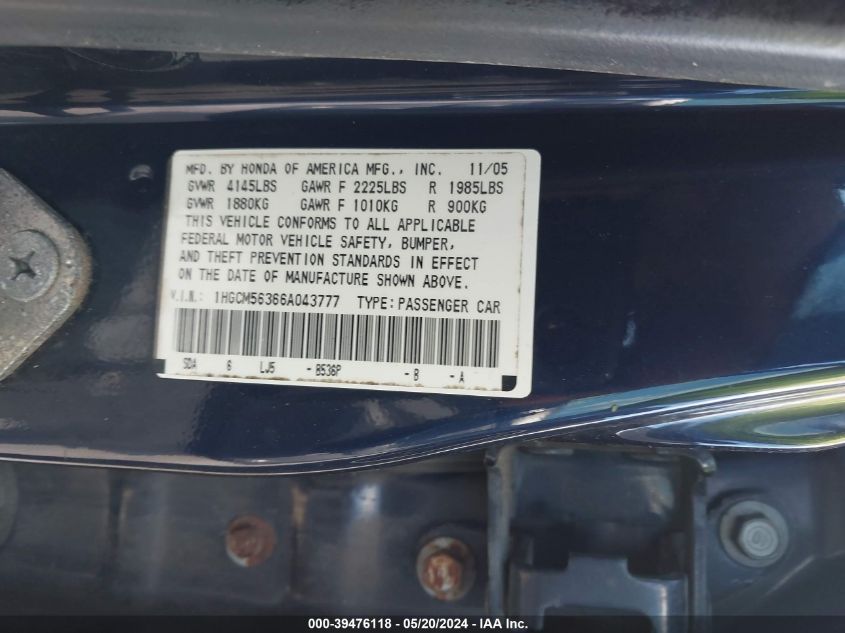 MFD. BY HONDA OF AMERICA MFG., INC. 11/05
GVWR 4145LBS GAWR F 2225LBS R 1985LBS
GVWR 1880KG GAWR F 1010KG R 900KG
THIS VEHICLE CONFORMS TO ALL APPLICABLE
FEDERAL MOTOR VEHICLE SAFETY, BUMPER,
AND THEFT PREVENTION STANDARDS IN EFFECT
ON THE DATE OF MANUFACTURE SHOWN ABOVE.
V.I.N.: 1HGCM56366A043777 TYPE: PASSENGER CAR
SDA 6 LJ5 - B536P - B - A
000-39476118 - 05/20/2024 - IAA Inc.